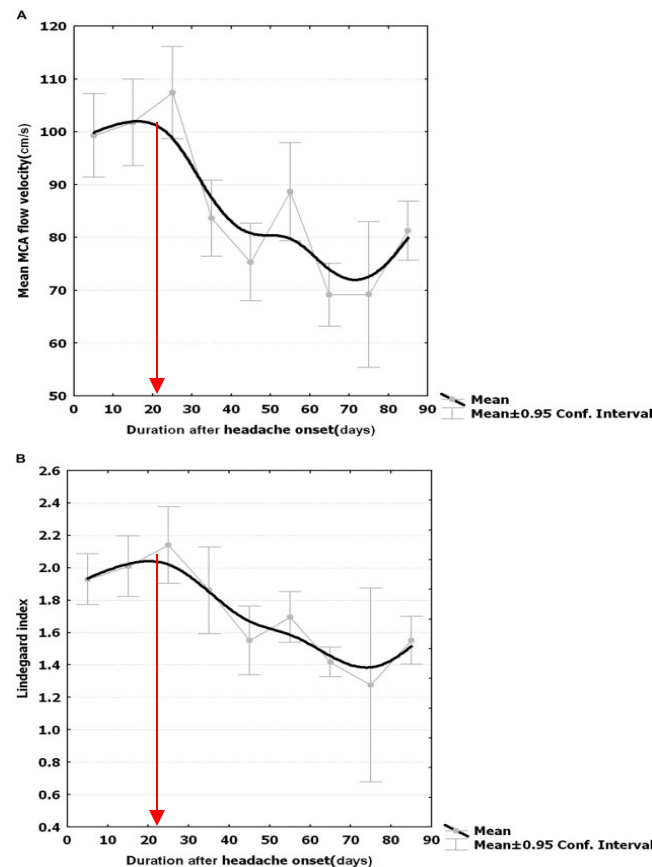 A
120
110
100
90
80
70
60
50
Mean MCA flow velocity(cm/s)
0 10 20 30 40 50 60 70 80 90
Duration after headache onset(days)
Mean
Mean±0.95 Conf. Interval
B
2.6
2.4
2.2
2.0
1.8
1.6
1.4
1.2
1.0
0.8
0.6
0.4
Lindegaard index
0 10 20 30 40 50 60 70 80 90
Duration after headache onset(days)
Mean
Mean±0.95 Conf. Interval